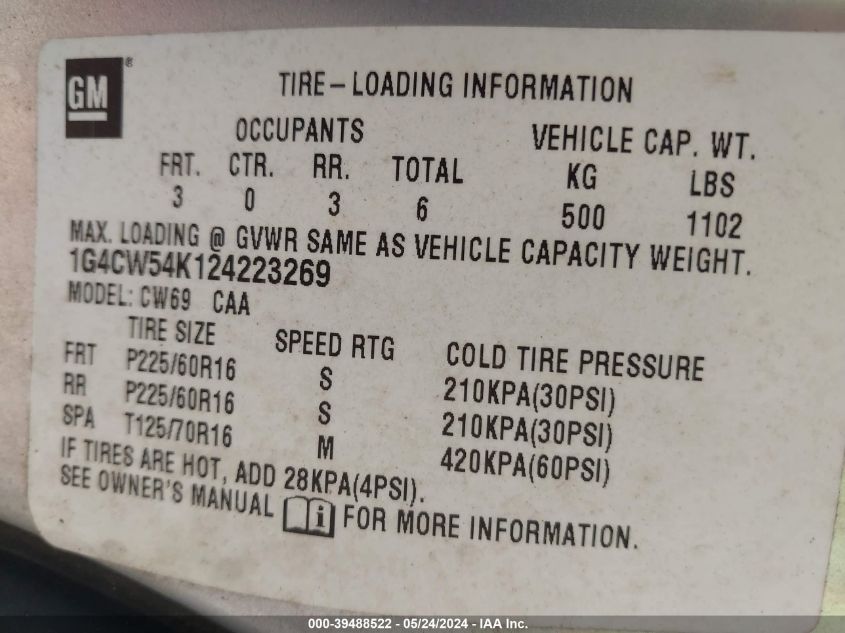 GM®
TIRE-LOADING INFORMATION
OCCUPANTS VEHICLE CAP. WT.
FRT. CTR. RR. TOTAL KG LBS
3 0 3 6 500 1102
MAX. LOADING @ GVWR SAME AS VEHICLE CAPACITY WEIGHT.
1G4CW54K124223269
MODEL: CW69 CAA
TIRE SIZE SPEED RTG COLD TIRE PRESSURE
FRT P225/60R16 S 210KPA(30PSI)
RR P225/60R16 S 210KPA(30PSI)
SPA T125/70R16 M 420KPA(60PSI)
IF TIRES ARE HOT, ADD 28KPA(4PSI).
SEE OWNER'S MANUAL i FOR MORE INFORMATION.
000-39488522 - 05/24/2024 - IAA Inc.